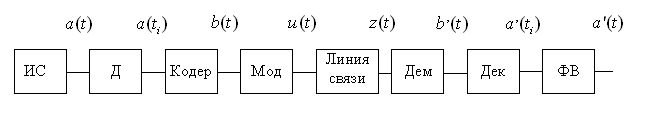 a(t) a(tᵢ) b(t) u(t) z(t) b'(t) a'(tᵢ) a'(t)
ИС Д Кодер Мод Линия связи Дем Дек ФВ